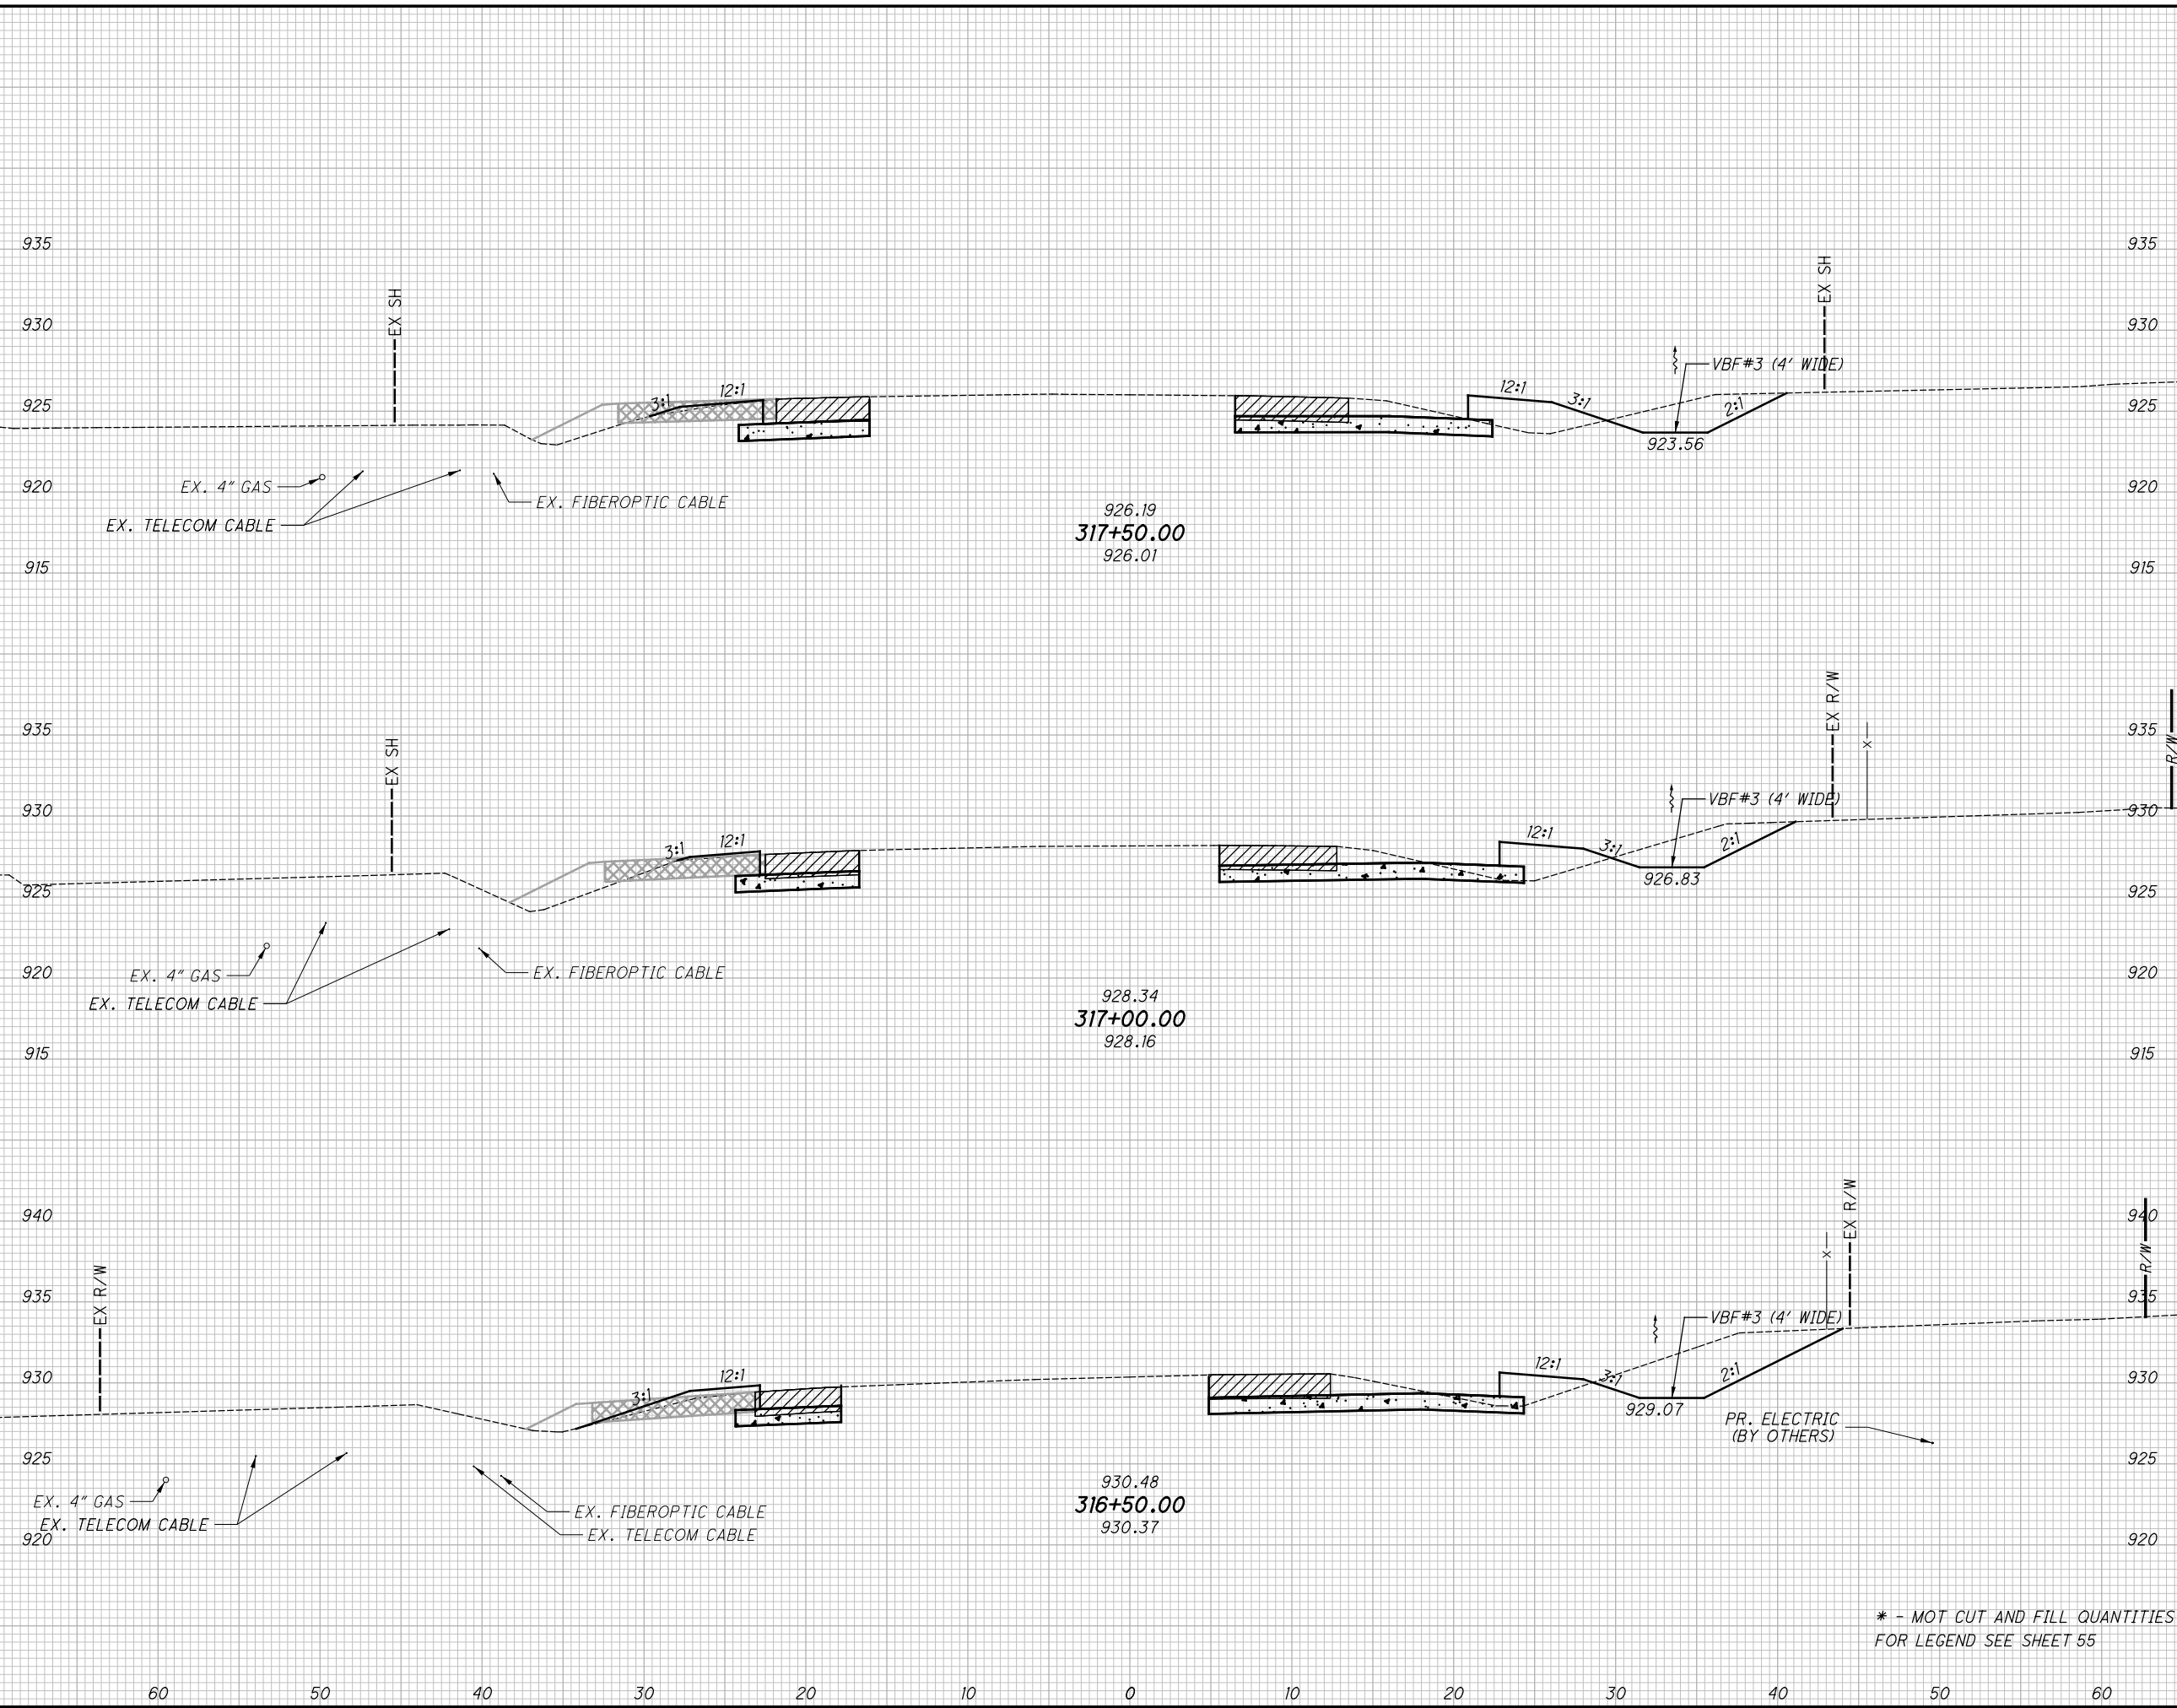 935
935
EX SH
EX SH
930
930
VBF#3 (4' WIDE)
12:1
3:1
12:1
3:1
2:1
925
925
923.56
EX. 4" GAS
920
920
EX. FIBEROPTIC CABLE
EX. TELECOM CABLE
926.19
317+50.00
926.01
915
915
EX R/W
935
935
EX SH
x
R/W
930
930
VBF#3 (4' WIDE)
12:1
3:1
12:1
3:1
2:1
925
925
926.83
EX. 4" GAS
920
920
EX. FIBEROPTIC CABLE
EX. TELECOM CABLE
928.34
317+00.00
928.16
915
915
940
940
EX R/W
x
R/W
EX R/W
935
935
VBF#3 (4' WIDE)
930
930
12:1
3:1
12:1
3:1
2:1
929.07
PR. ELECTRIC
(BY OTHERS)
925
925
EX. 4" GAS
EX. TELECOM CABLE
EX. FIBEROPTIC CABLE
EX. TELECOM CABLE
930.48
316+50.00
930.37
920
920
* - MOT CUT AND FILL QUANTITIES
FOR LEGEND SEE SHEET 55
60 50 40 30 20 10 0 10 20 30 40 50 60